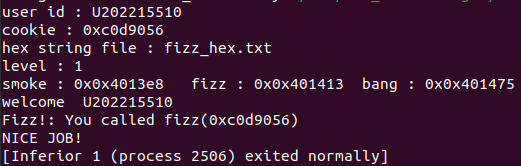 user id : U202215510
cookie : 0xc0d9056
hex string file : fizz_hex.txt
level : 1
smoke : 0x0x4013e8   fizz : 0x0x401413  bang : 0x0x401475
welcome  U202215510
Fizz!: You called fizz(0xc0d9056)
NICE JOB!
[Inferior 1 (process 2506) exited normally]